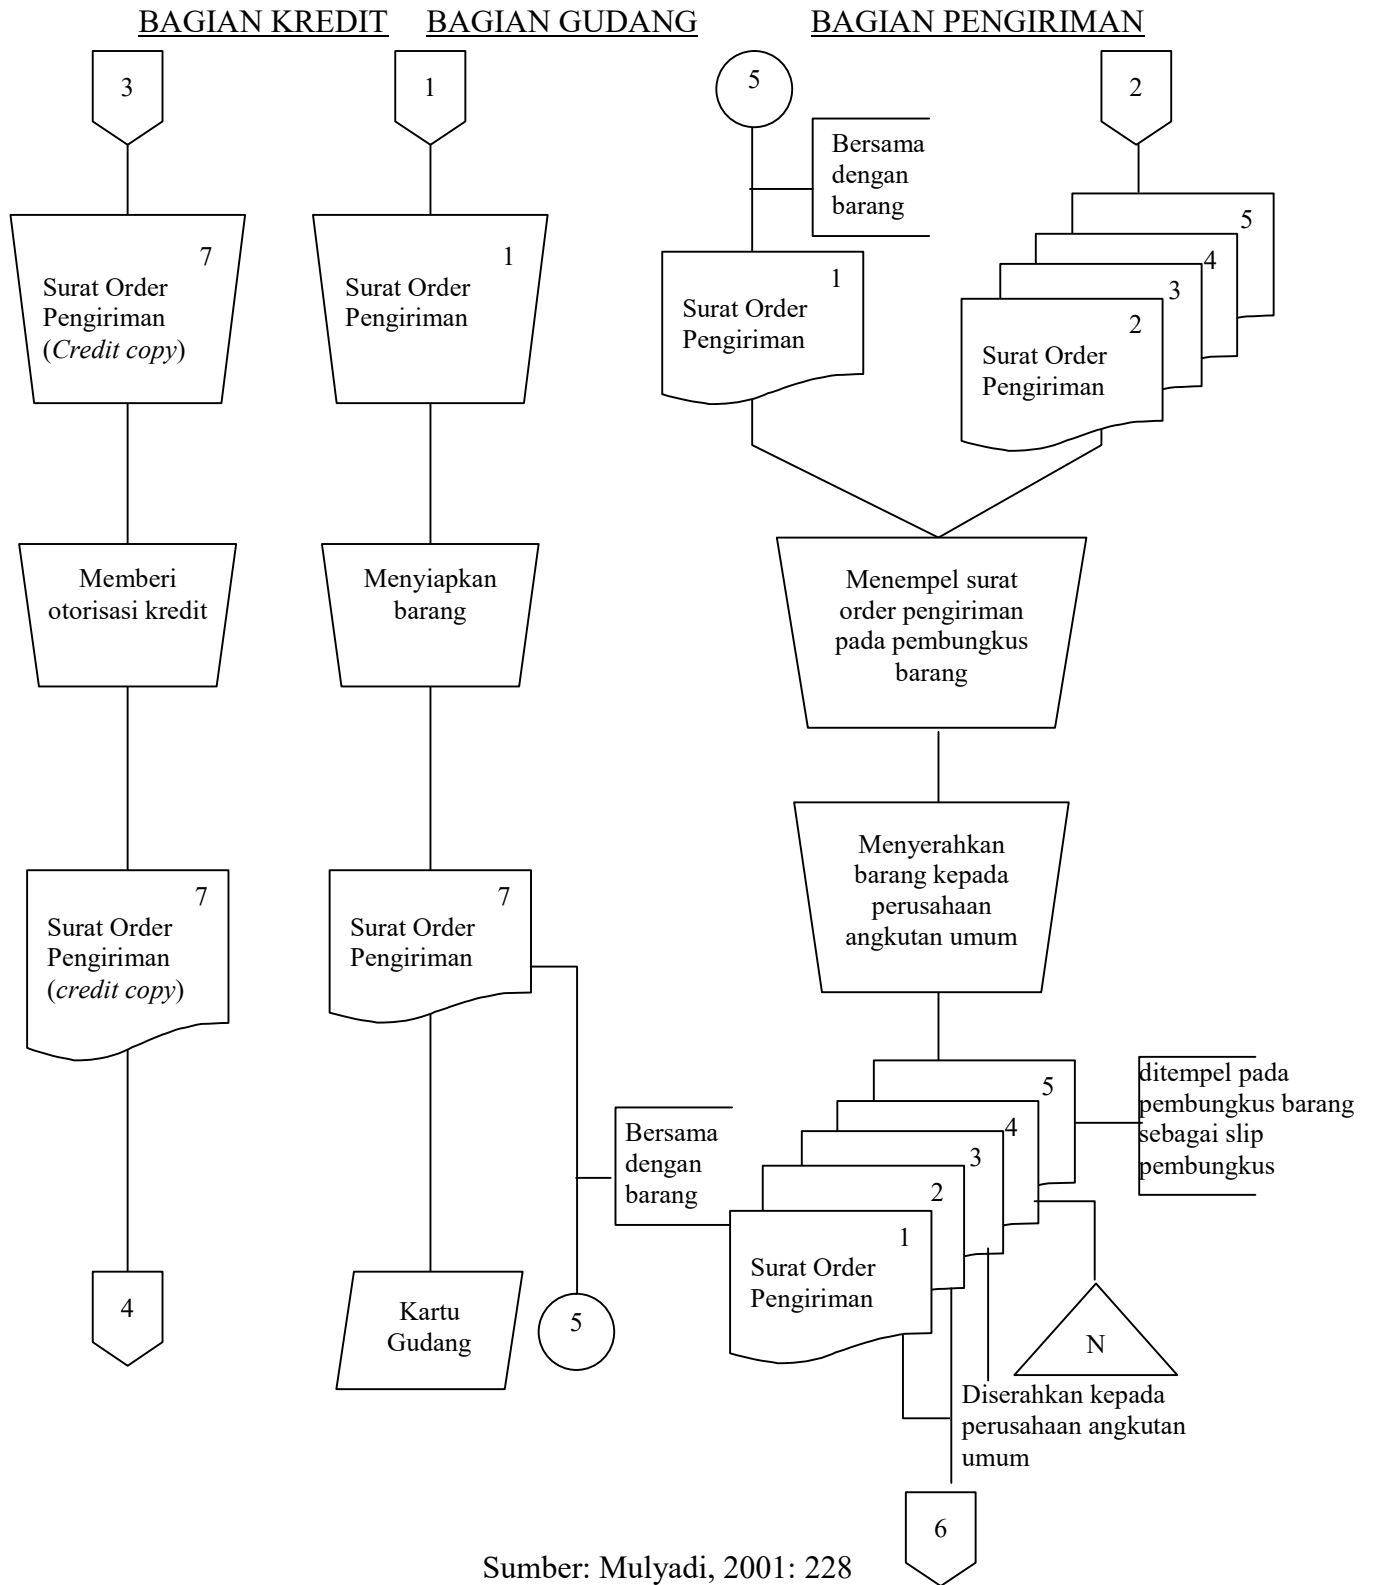 BAGIAN KREDIT BAGIAN GUDANG BAGIAN PENGIRIMAN
3
7
Surat Order
Pengiriman
(Credit copy)
Memberi
otorisasi kredit
7
Surat Order
Pengiriman
(credit copy)
4
1
1
Surat Order
Pengiriman
Menyiapkan
barang
7
Surat Order
Pengiriman
Bersama
dengan
barang
Kartu
Gudang
5
5
Bersama
dengan
barang
1
Surat Order
Pengiriman
2
5
4
3
2
Surat Order
Pengiriman
Menempel surat
order pengiriman
pada pembungkus
barang
Menyerahkan
barang kepada
perusahaan
angkutan umum
5
4
3
2
1
Surat Order
Pengiriman
ditempel pada
pembungkus barang
sebagai slip
pembungkus
N
Diserahkan kepada
perusahaan angkutan
umum
6
Sumber: Mulyadi, 2001: 228